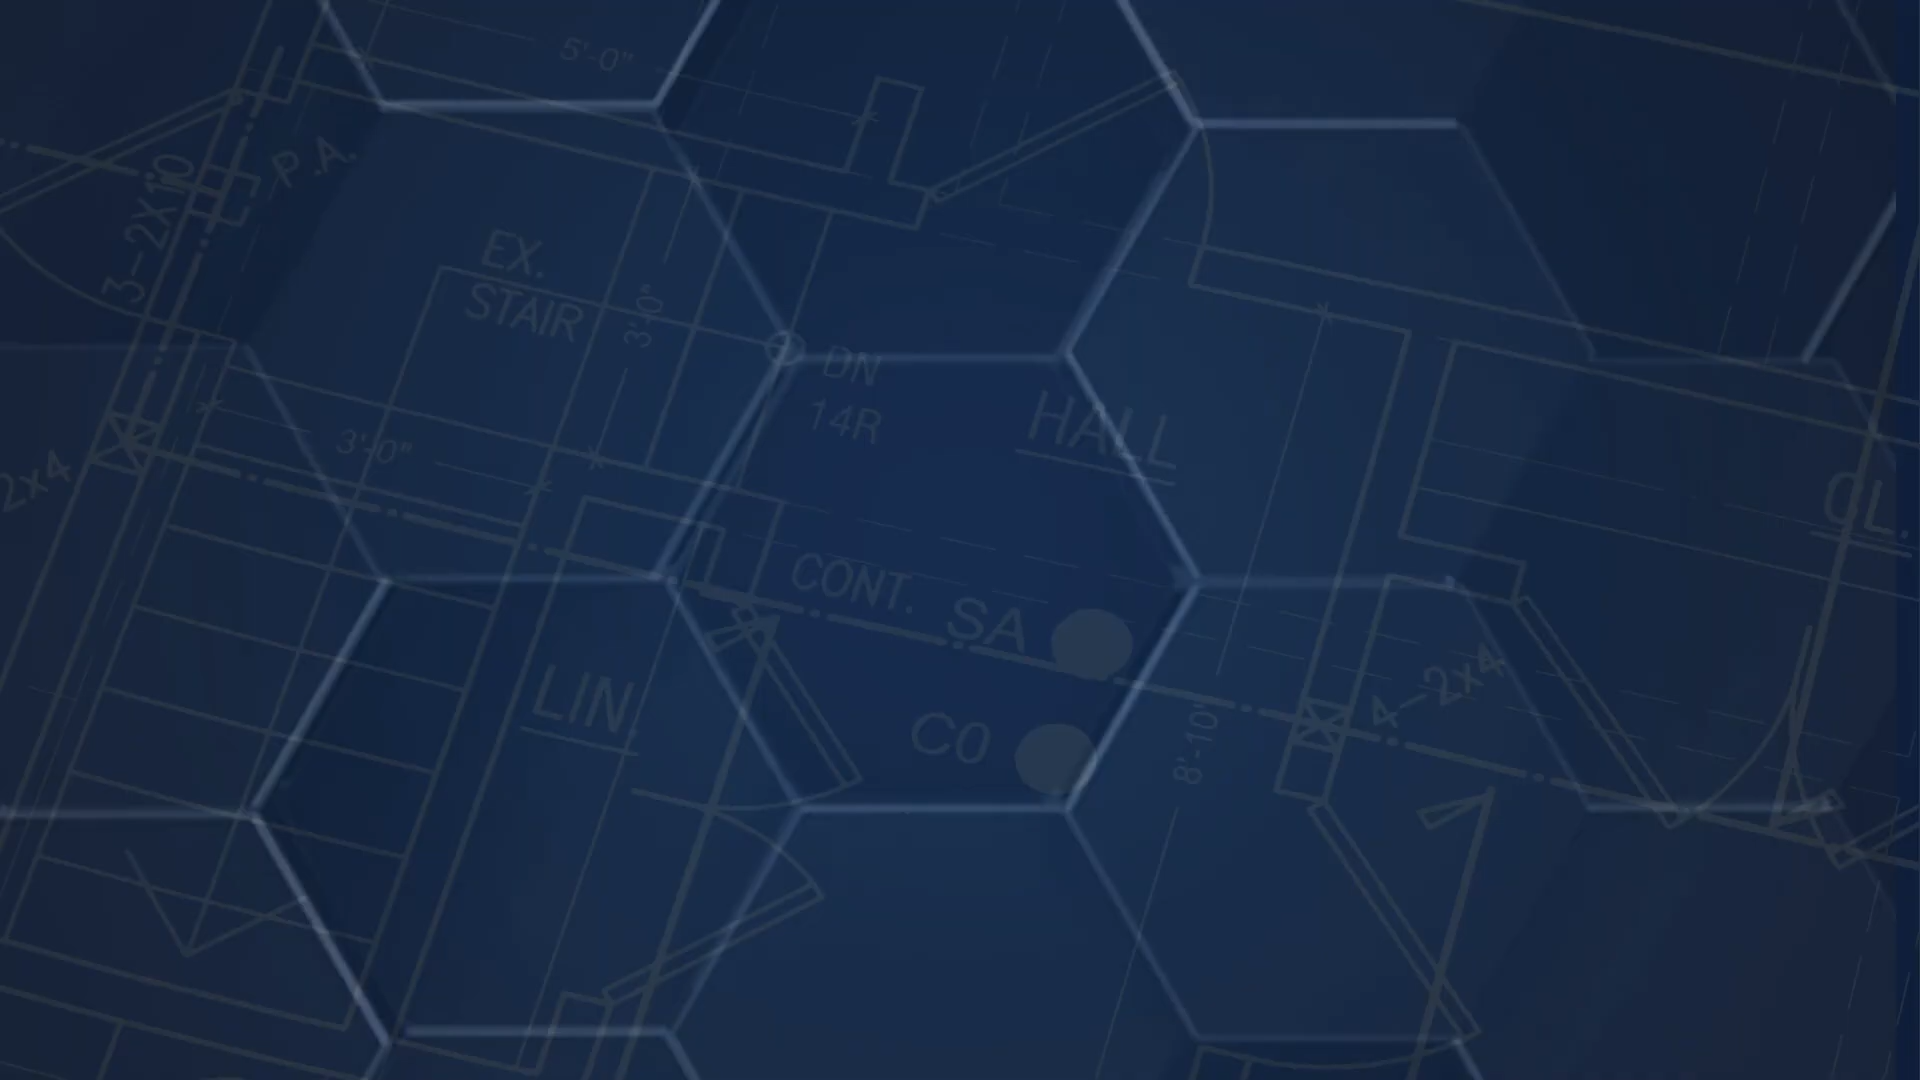 5'-0"
P.A.
3-2X10
EX.
STAIR
3'-0"
DN
14R
HALL
3'-0"
2x4
CL.
CONT.
SA
4-2x4
LIN.
C0
8'-10'